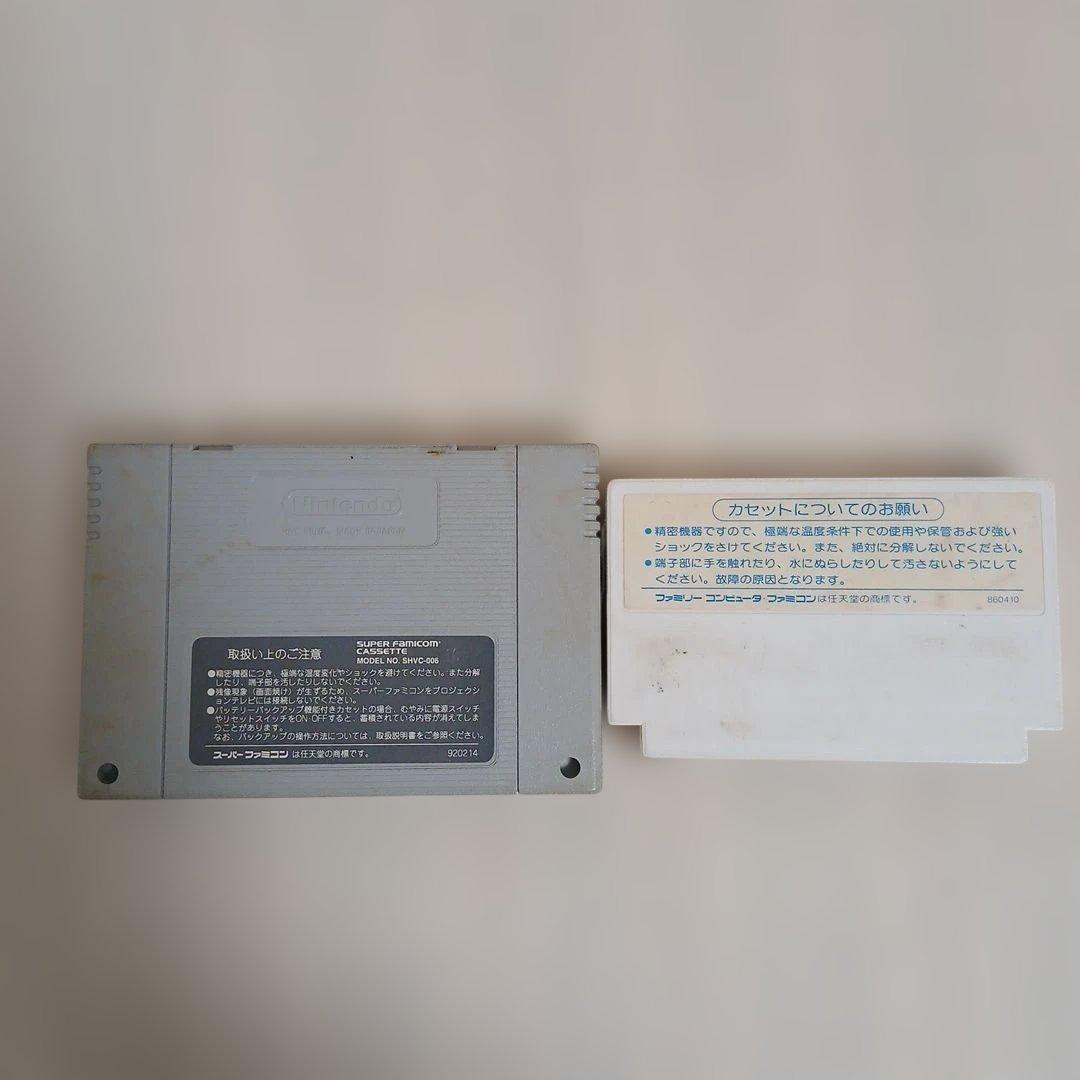 Nintendo
取扱い上のご注意
SUPER FAMICOM
CASSETTE
MODEL NO. SHVC-006
●精密機器につき、極端な温度変化やショックを避けてください。また分解
したり、端子部を汚したりしないでください。
●残像現象(画面焼け)が生ずるため、スーパーファミコンをプロジェクシ
ョンテレビには接続しないでください。
●バッテリーバックアップ機能付きカセットの場合、むやみに電源スイッチ
やリセットスイッチをON・OFFすると、蓄積されている内容が消えてしま
うことがあります。
なお、バックアップの操作方法については、取扱説明書をご参照ください。
スーパーファミコンは任天堂の商標です。 920214
カセットについてのお願い
●精密機器ですので、極端な温度条件下での使用や保管および強い
ショックをさけてください。また、絶対に分解しないでください。
●端子部に手を触れたり、水にぬらしたりして汚さないようにして
ください。故障の原因となります。
ファミリーコンピュータ・ファミコンは任天堂の商標です。 860410